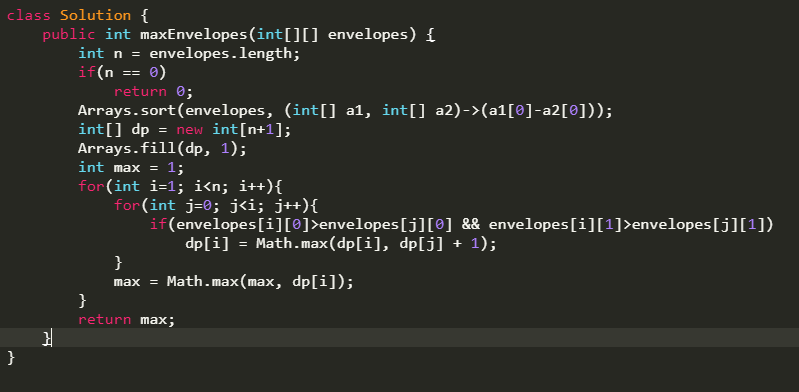 class Solution {
    public int maxEnvelopes(int[][] envelopes) {
        int n = envelopes.length;
        if(n == 0)
            return 0;
        Arrays.sort(envelopes, (int[] a1, int[] a2)->(a1[0]-a2[0]));
        int[] dp = new int[n+1];
        Arrays.fill(dp, 1);
        int max = 1;
        for(int i=1; i<n; i++){
            for(int j=0; j<i; j++){
                if(envelopes[i][0]>envelopes[j][0] && envelopes[i][1]>envelopes[j][1])
                    dp[i] = Math.max(dp[i], dp[j] + 1);
            }
            max = Math.max(max, dp[i]);
        }
        return max;
    }
}